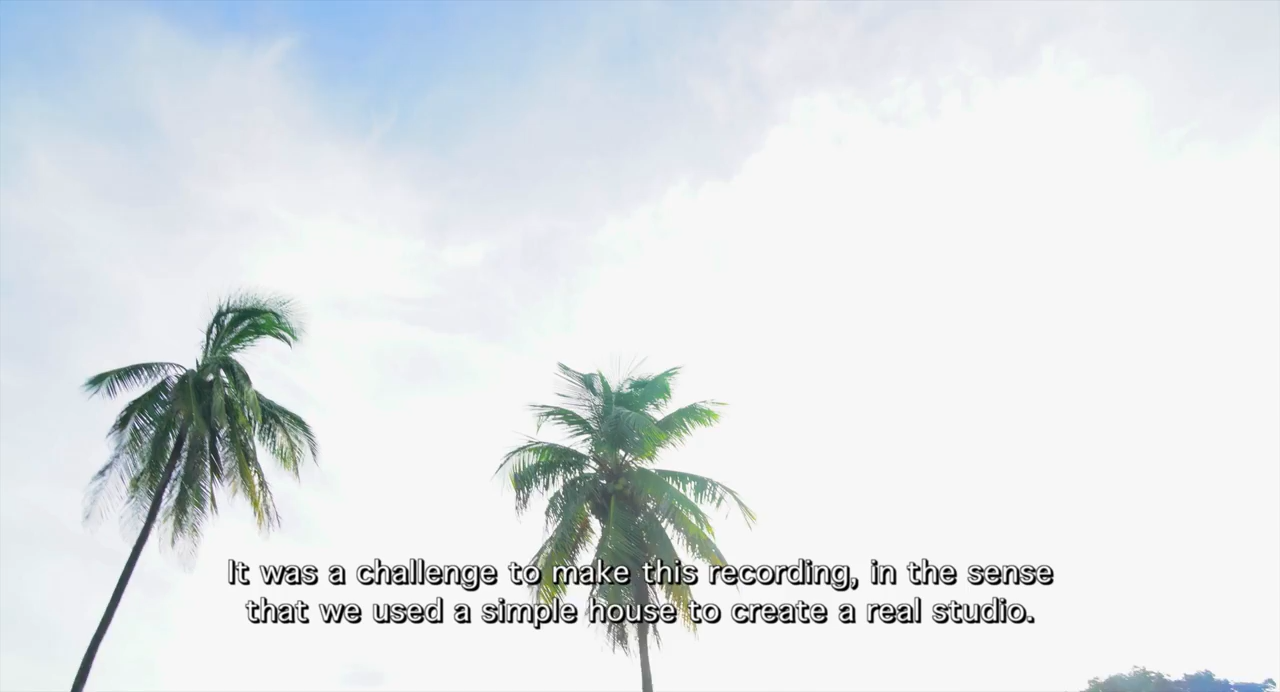 It was a challenge to make this recording, in the sense
that we used a simple house to create a real studio.